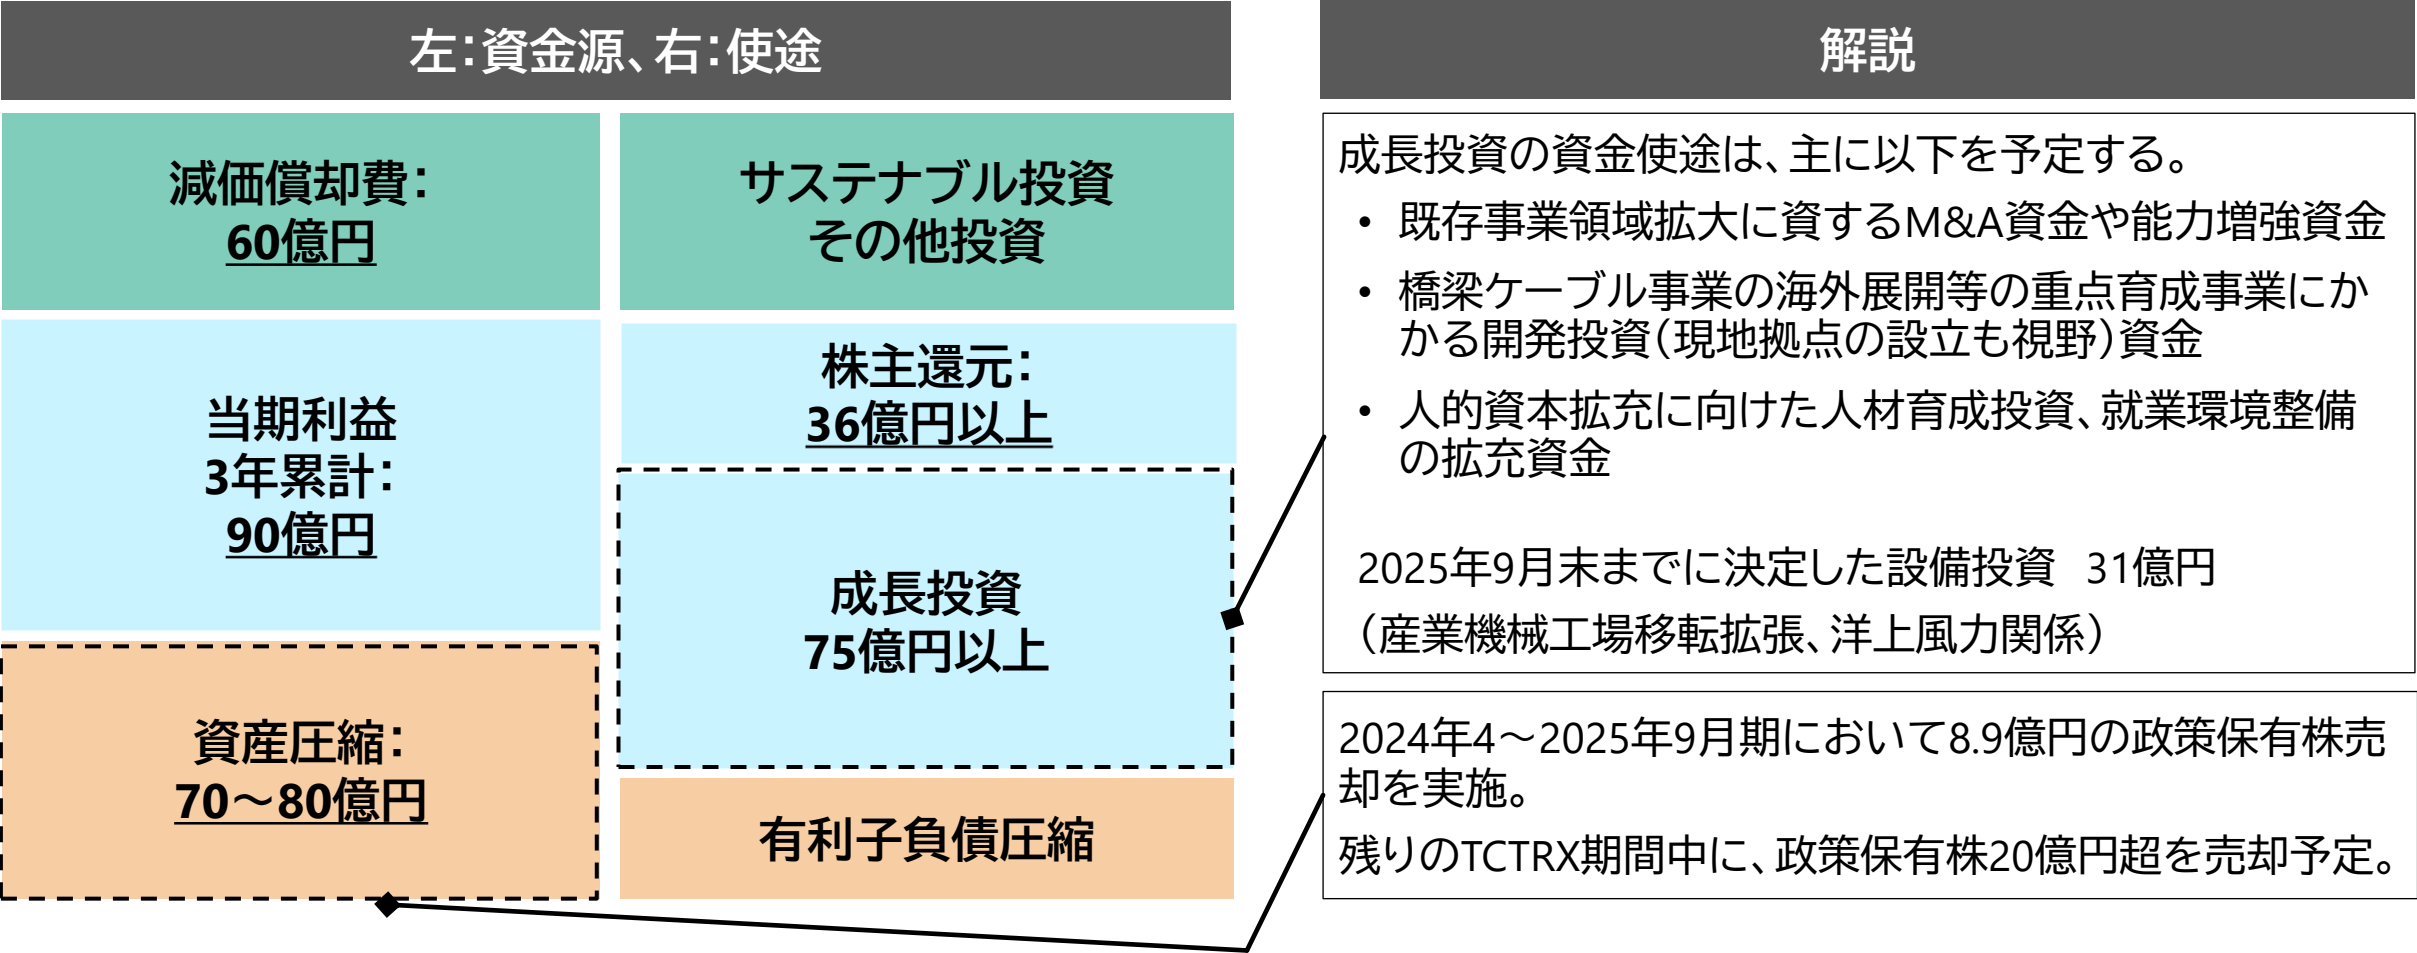 左：資金源、右：使途
減価償却費：
60億円
サステナブル投資
その他投資
当期利益
3年累計：
90億円
株主還元：
36億円以上
成長投資
75億円以上
資産圧縮：
70～80億円
有利子負債圧縮
解説
成長投資の資金使途は、主に以下を予定する。
• 既存事業領域拡大に資するM&A資金や能力増強資金
• 橋梁ケーブル事業の海外展開等の重点育成事業にか
かる開発投資（現地拠点の設立も視野）資金
• 人的資本拡充に向けた人材育成投資、就業環境整備
の拡充資金
2025年9月末までに決定した設備投資　31億円
（産業機械工場移転拡張、洋上風力関係）
2024年4～2025年9月期において8.9億円の政策保有株売
却を実施。
残りのTCTRX期間中に、政策保有株20億円超を売却予定。